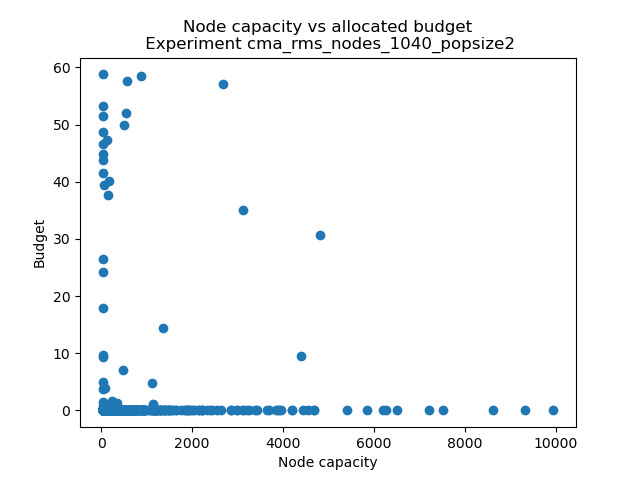 Node capacity vs allocated budget
Experiment cma_rms_nodes_1040_popsize2
60
50
40
30
20
10
0
Budget
0 2000 4000 6000 8000 10000
Node capacity